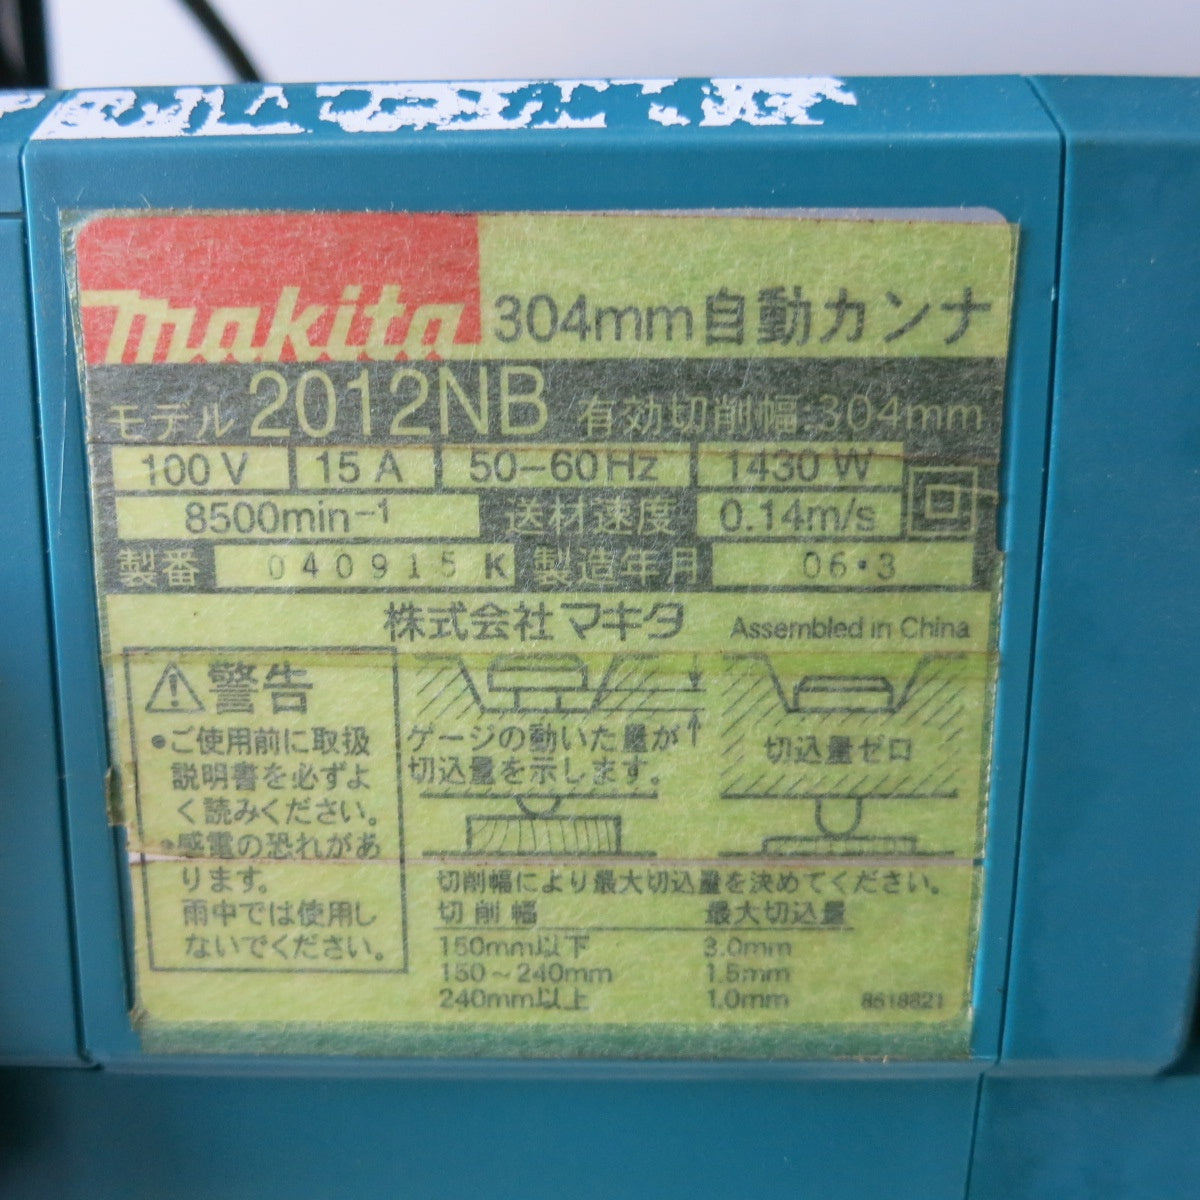 makita 304mm自動カンナ
モデル 2012NB 有効切削幅:304mm
100V 15A 50-60Hz 1430W
8500min⁻¹ 送材速度 0.14m/s
製番 040915K 製造年月 06・3
株式会社マキタ Assembled in China
⚠警告
•ご使用前に取扱
説明書を必ずよ
く読みください。
•感電の恐れがあ
ります。
雨中では使用し
ないでください。
ゲージの動いた量が
切込量を示します。
切込量ゼロ
切削幅により最大切込量を決めてください。
切削幅 最大切込量
150mm以下 3.0mm
150～240mm 1.5mm
240mm以上 1.0mm